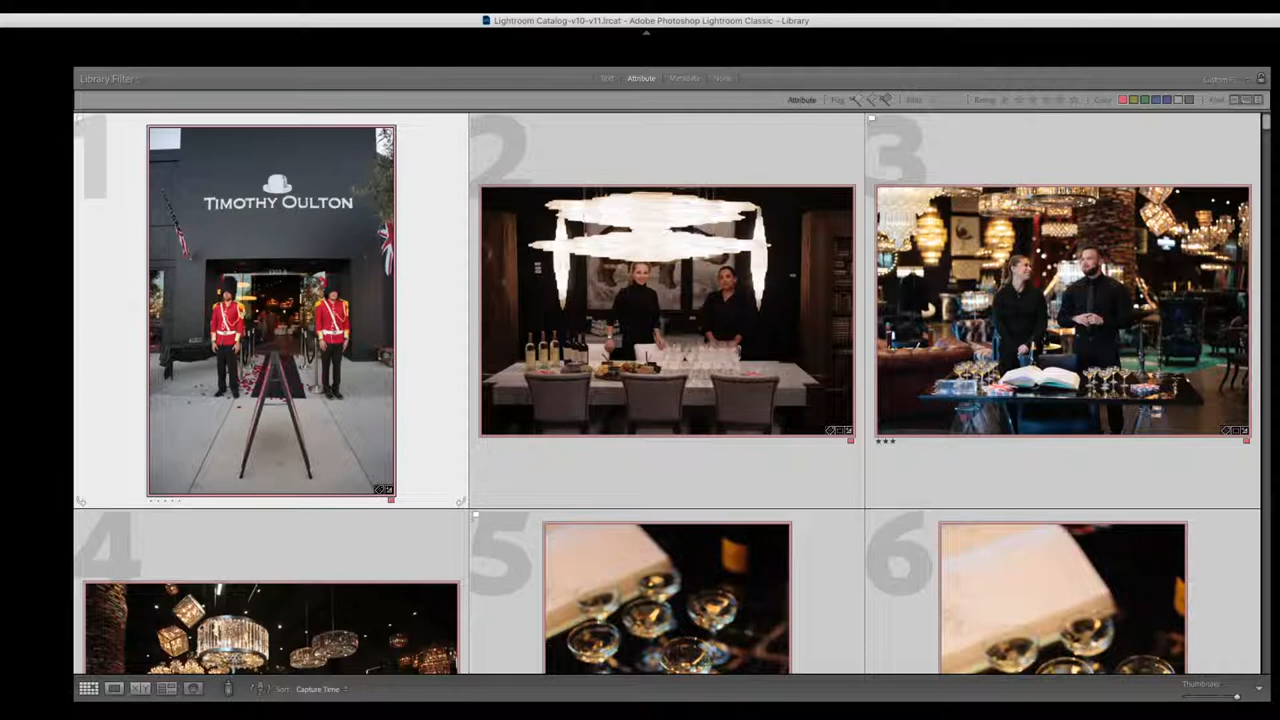 Lightroom Catalog-v10-v11.lrcat - Adobe Photoshop Lightroom Classic - Library
Library Filter :
Text Attribute Metadata None
Attribute Flag Rating Color Kind
1
TIMOTHY OULTON
2
3
4
5
6
Sort: Capture Time
Thumbnails